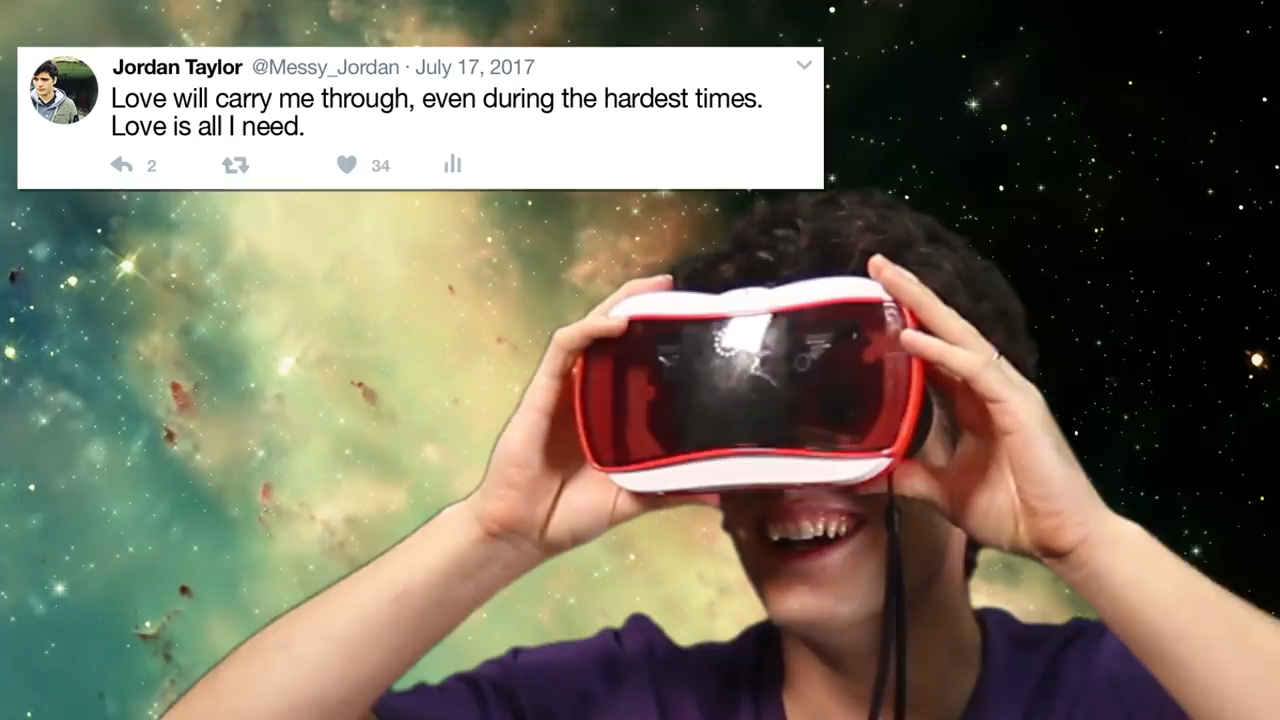 Jordan Taylor @Messy_Jordan · July 17, 2017
Love will carry me through, even during the hardest times.
Love is all I need.
2 34